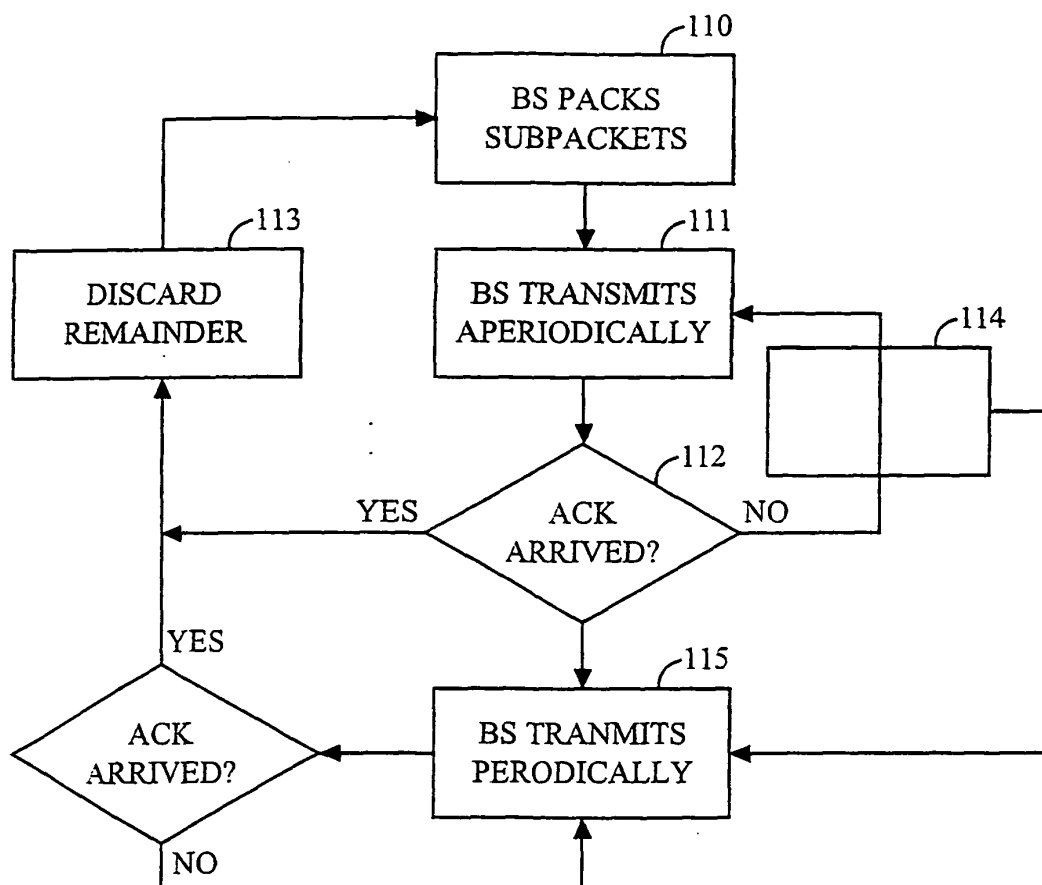 110
BS PACKS
SUBPACKETS
113
DISCARD
REMAINDER
111
BS TRANSMITS
APERIODICALLY
114
112
YES
ACK
ARRIVED?
NO
YES
115
ACK
ARRIVED?
BS TRANMITS
PERODICALLY
NO